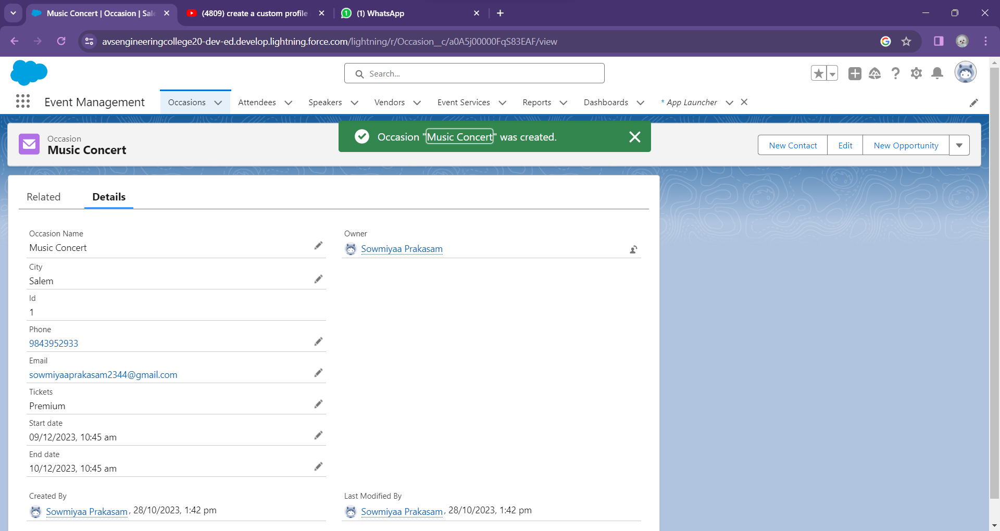 Music Concert | Occasion | Sale
(4809) create a custom profile
(1) WhatsApp
avsengineeringcollege20-dev-ed.develop.lightning.force.com/lightning/r/Occasion__c/a0A5j00000FqS83EAF/view
Search...
Event Management
Occasions
Attendees
Speakers
Vendors
Event Services
Reports
Dashboards
* App Launcher
Occasion "Music Concert" was created.
Occasion
Music Concert
New Contact
Edit
New Opportunity
Related
Details
Occasion Name
Music Concert
Owner
Sowmiyaa Prakasam
City
Salem
Id
1
Phone
9843952933
Email
sowmiyaaprakasam2344@gmail.com
Tickets
Premium
Start date
09/12/2023, 10:45 am
End date
10/12/2023, 10:45 am
Created By
Sowmiyaa Prakasam, 28/10/2023, 1:42 pm
Last Modified By
Sowmiyaa Prakasam, 28/10/2023, 1:42 pm